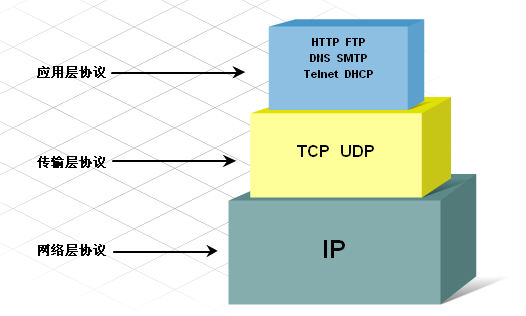 HTTP FTP
DNS SMTP
Telnet DHCP
应用层协议
TCP UDP
传输层协议
网络层协议
IP